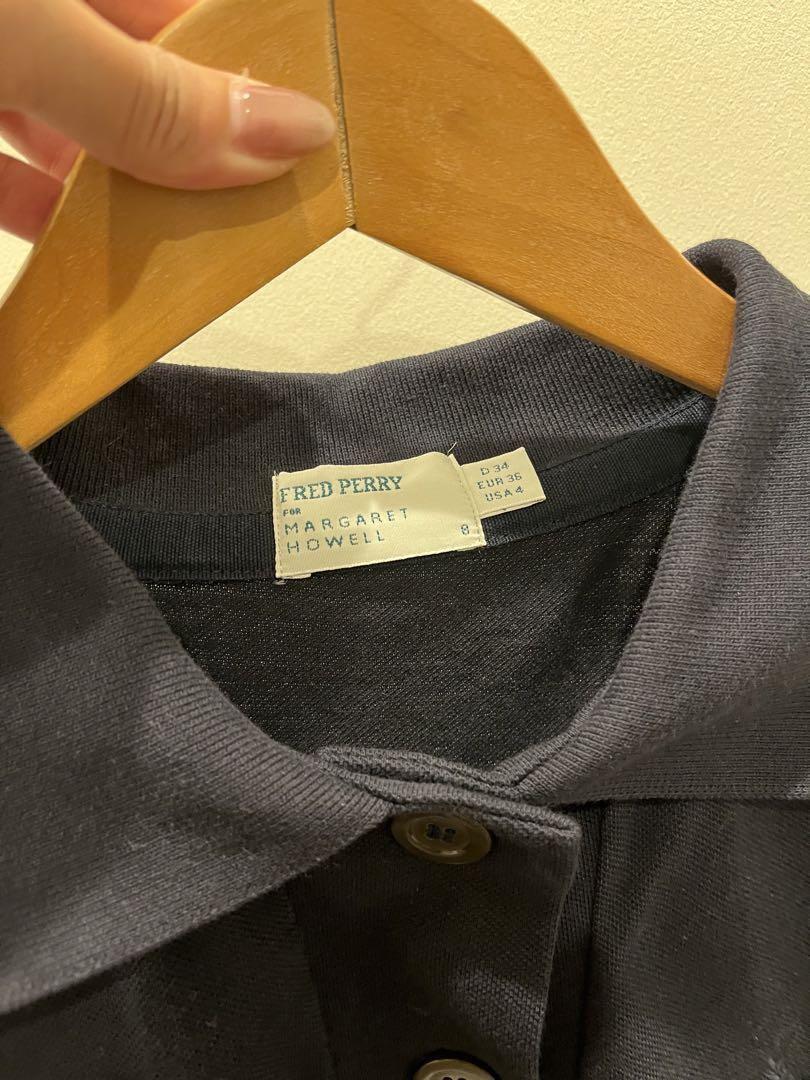 FRED PERRY
FOR
MARGARET
HOWELL 8
D 34
EUR 36
USA 4